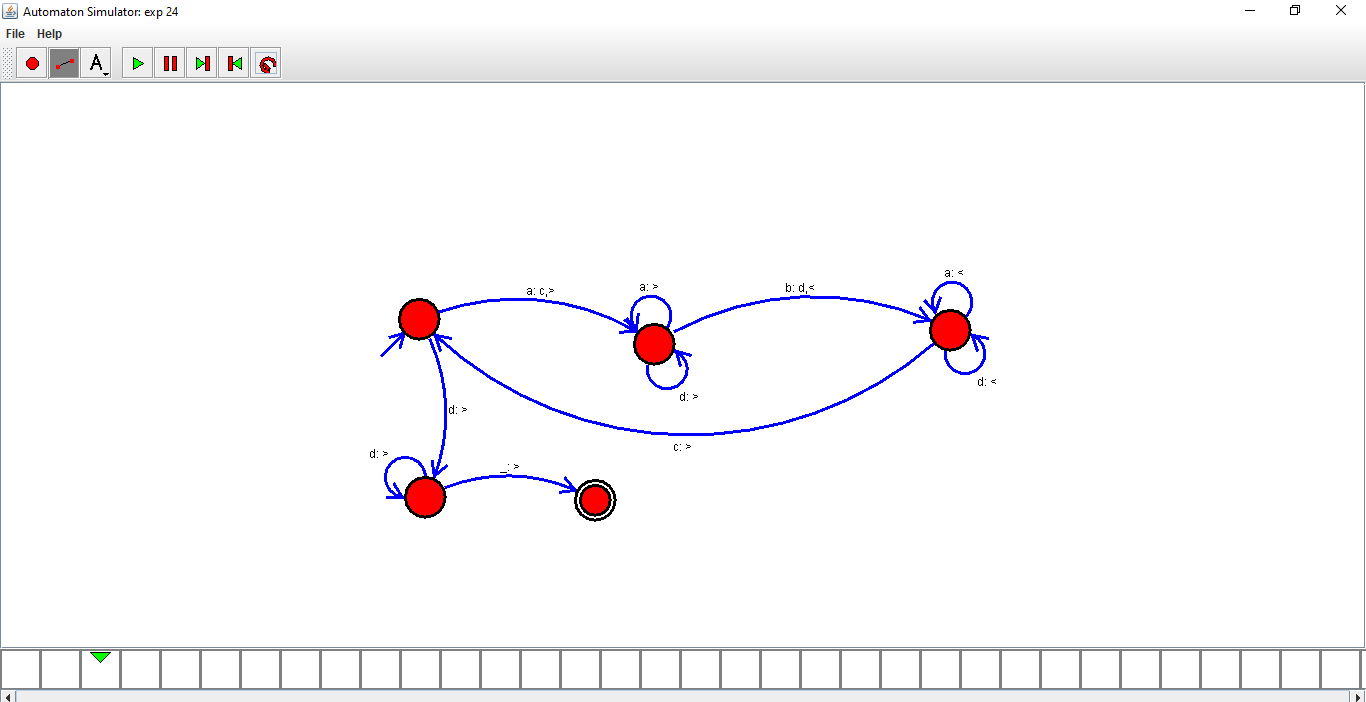 Automaton Simulator: exp 24
File Help
A
a: <
a: c,>
a: >
b: d,<
d: <
d: >
d: >
c: >
d: >
_: >